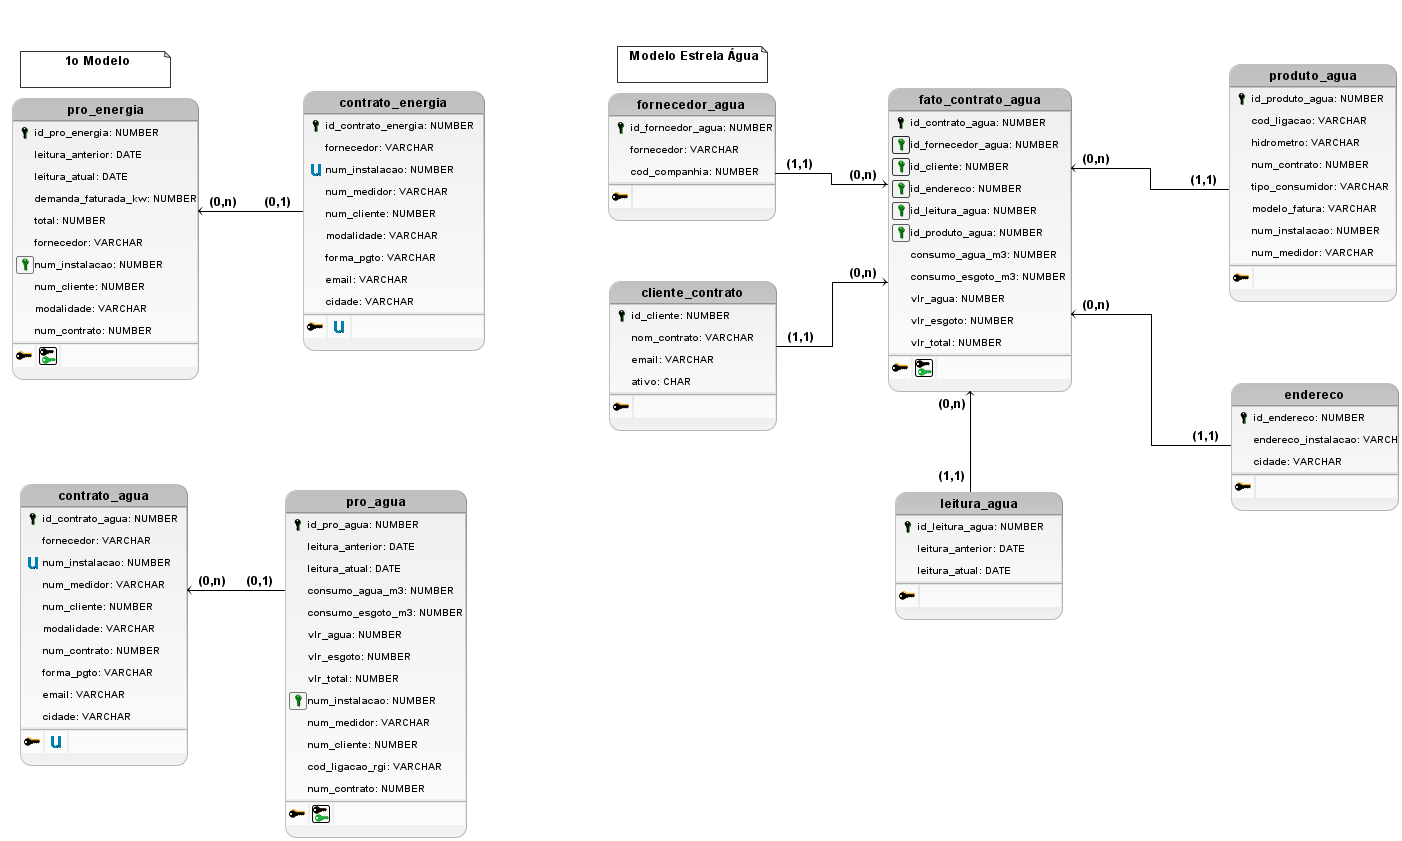 1o Modelo
pro_energia
id_pro_energia: NUMBER
leitura_anterior: DATE
leitura_atual: DATE
demanda_faturada_kw: NUMBER
total: NUMBER
fornecedor: VARCHAR
num_instalacao: NUMBER
num_cliente: NUMBER
modalidade: VARCHAR
num_contrato: NUMBER
(0,n)
(0,1)
contrato_energia
id_contrato_energia: NUMBER
fornecedor: VARCHAR
u num_instalacao: NUMBER
num_medidor: VARCHAR
num_cliente: NUMBER
modalidade: VARCHAR
forma_pgto: VARCHAR
email: VARCHAR
cidade: VARCHAR
u
contrato_agua
id_contrato_agua: NUMBER
fornecedor: VARCHAR
u num_instalacao: NUMBER
num_medidor: VARCHAR
num_cliente: NUMBER
modalidade: VARCHAR
num_contrato: NUMBER
forma_pgto: VARCHAR
email: VARCHAR
cidade: VARCHAR
u
(0,n)
(0,1)
pro_agua
id_pro_agua: NUMBER
leitura_anterior: DATE
leitura_atual: DATE
consumo_agua_m3: NUMBER
consumo_esgoto_m3: NUMBER
vlr_agua: NUMBER
vlr_esgoto: NUMBER
vlr_total: NUMBER
num_instalacao: NUMBER
num_medidor: VARCHAR
num_cliente: NUMBER
cod_ligacao_rgi: VARCHAR
num_contrato: NUMBER
Modelo Estrela Água
fornecedor_agua
id_forncedor_agua: NUMBER
fornecedor: VARCHAR
cod_companhia: NUMBER
(1,1)
(0,n)
cliente_contrato
id_cliente: NUMBER
nom_contrato: VARCHAR
email: VARCHAR
ativo: CHAR
(1,1)
(0,n)
fato_contrato_agua
id_contrato_agua: NUMBER
id_fornecedor_agua: NUMBER
id_cliente: NUMBER
id_endereco: NUMBER
id_leitura_agua: NUMBER
id_produto_agua: NUMBER
consumo_agua_m3: NUMBER
consumo_esgoto_m3: NUMBER
vlr_agua: NUMBER
vlr_esgoto: NUMBER
vlr_total: NUMBER
(0,n)
(1,1)
leitura_agua
id_leitura_agua: NUMBER
leitura_anterior: DATE
leitura_atual: DATE
(0,n)
(1,1)
produto_agua
id_produto_agua: NUMBER
cod_ligacao: VARCHAR
hidrometro: VARCHAR
num_contrato: NUMBER
tipo_consumidor: VARCHAR
modelo_fatura: VARCHAR
num_instalacao: NUMBER
num_medidor: VARCHAR
(0,n)
(1,1)
endereco
id_endereco: NUMBER
endereco_instalacao: VARCH
cidade: VARCHAR